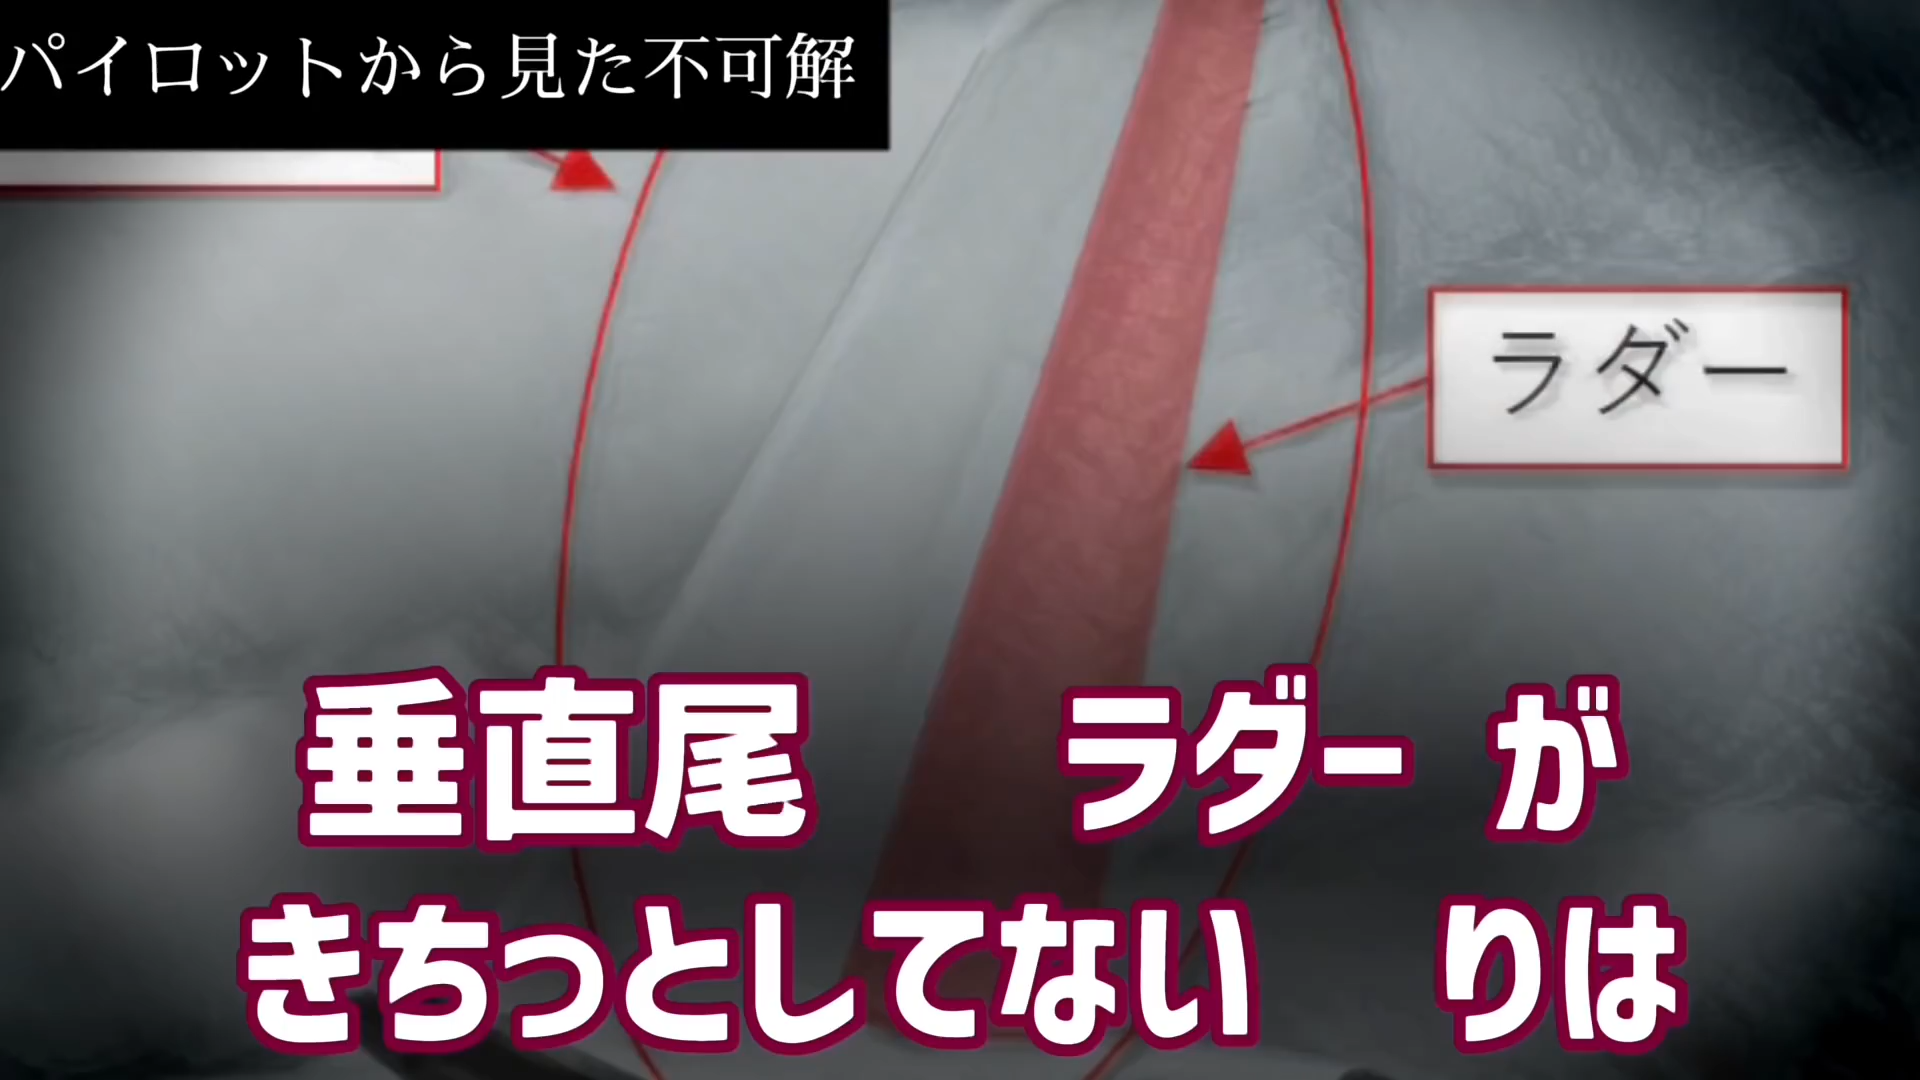 パイロットから見た不可解
ラダー
垂直尾 ラダー が
きちっとしてない りは